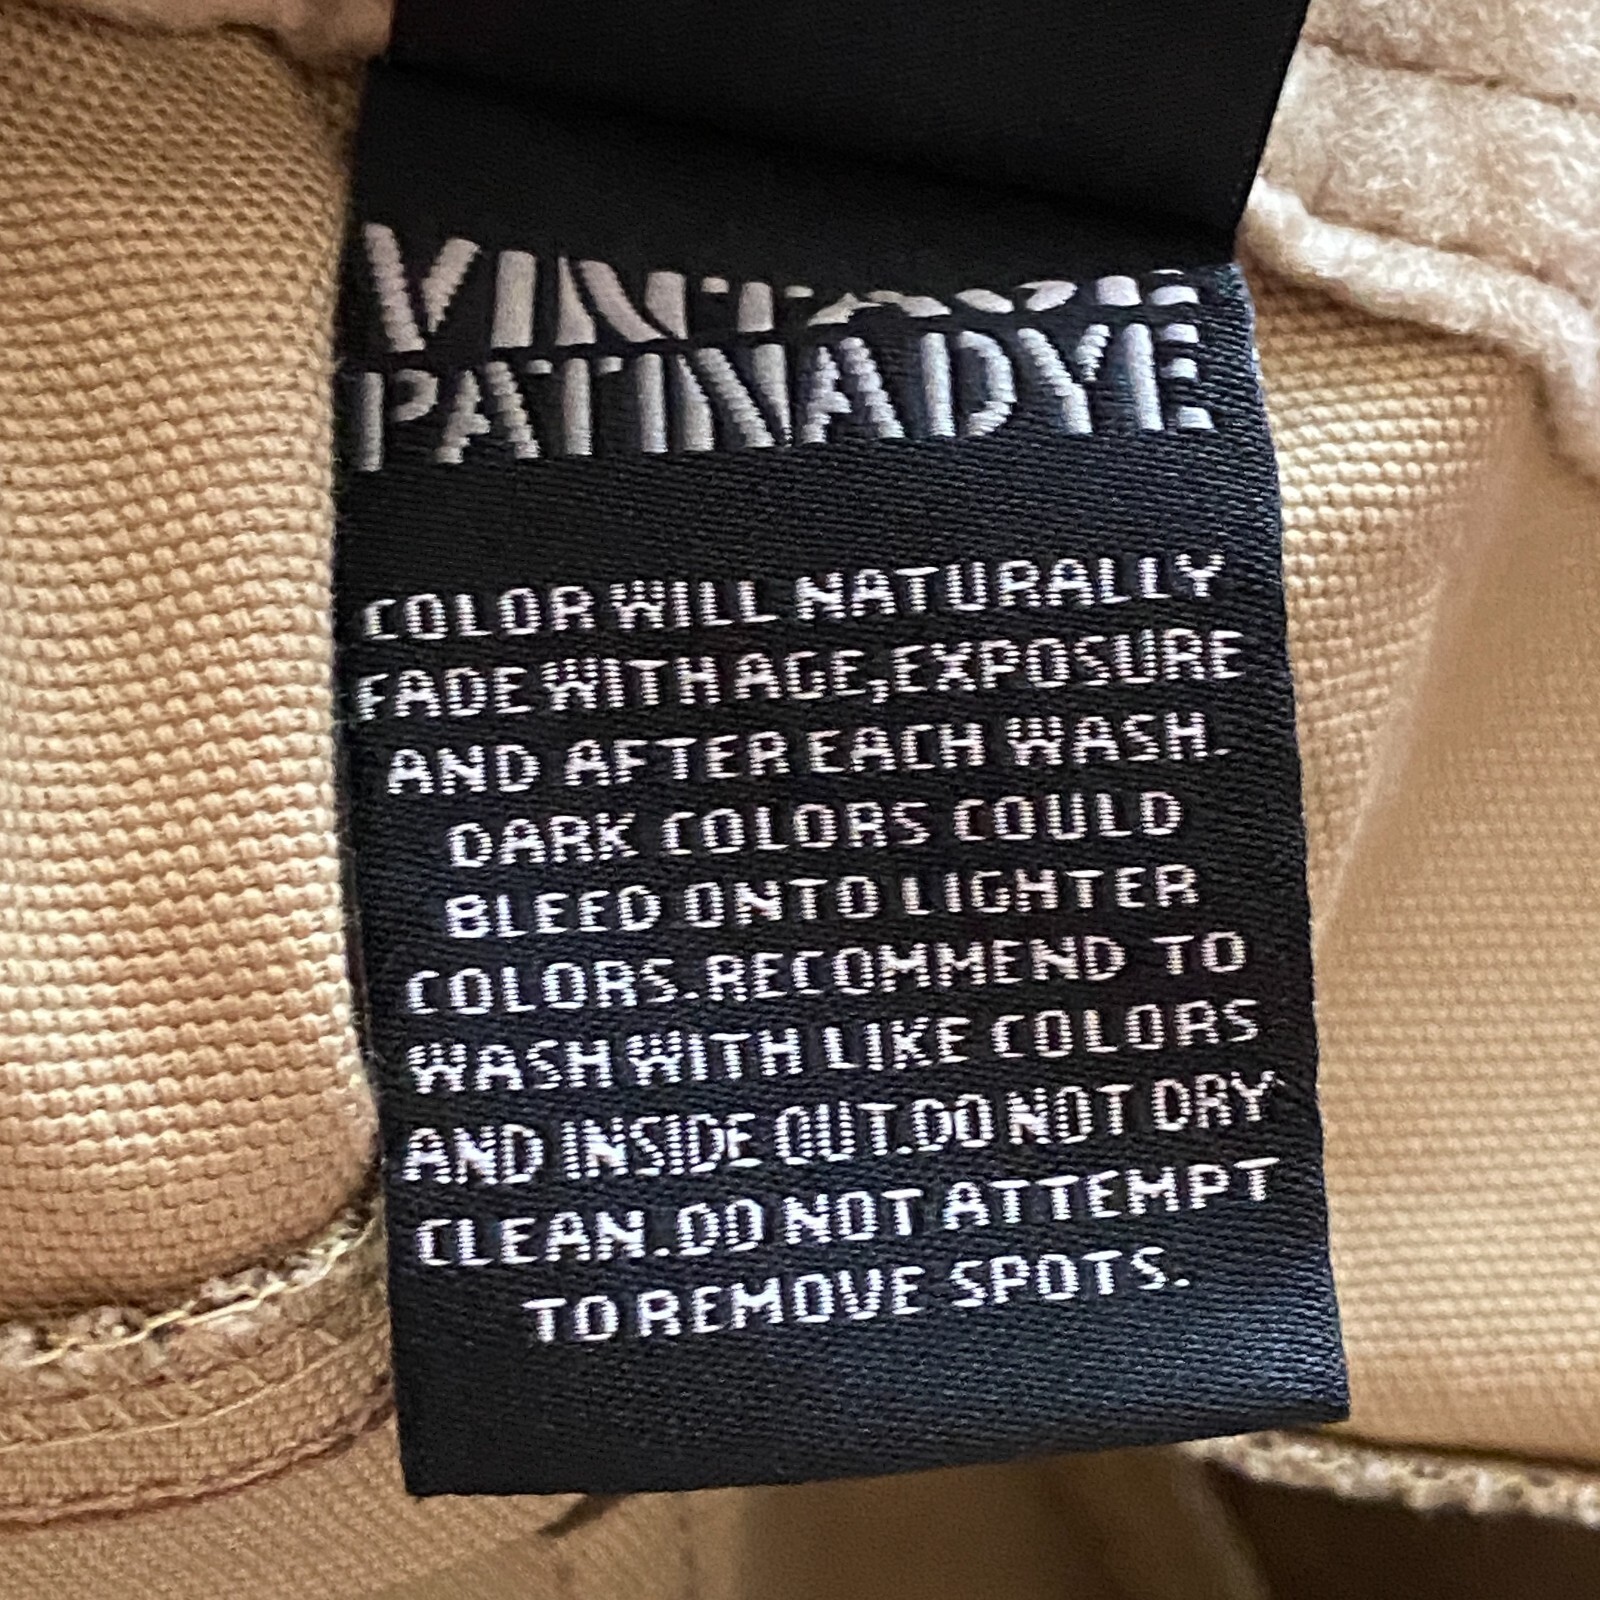 VINTAGE
PATINA DYE
COLOR WILL NATURALLY
FADE WITH AGE,EXPOSURE
AND AFTER EACH WASH.
DARK COLORS COULD
BLEED ONTO LIGHTER
COLORS.RECOMMEND TO
WASH WITH LIKE COLORS
AND INSIDE OUT.DO NOT DRY
CLEAN.DO NOT ATTEMPT
TO REMOVE SPOTS.